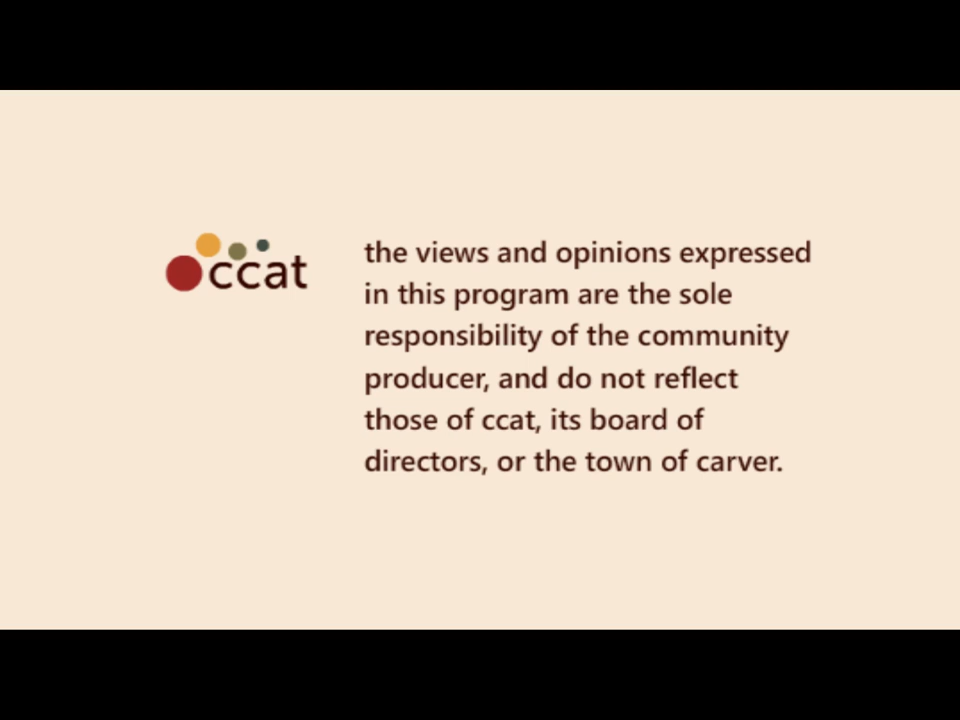 ccat
the views and opinions expressed
in this program are the sole
responsibility of the community
producer, and do not reflect
those of ccat, its board of
directors, or the town of carver.